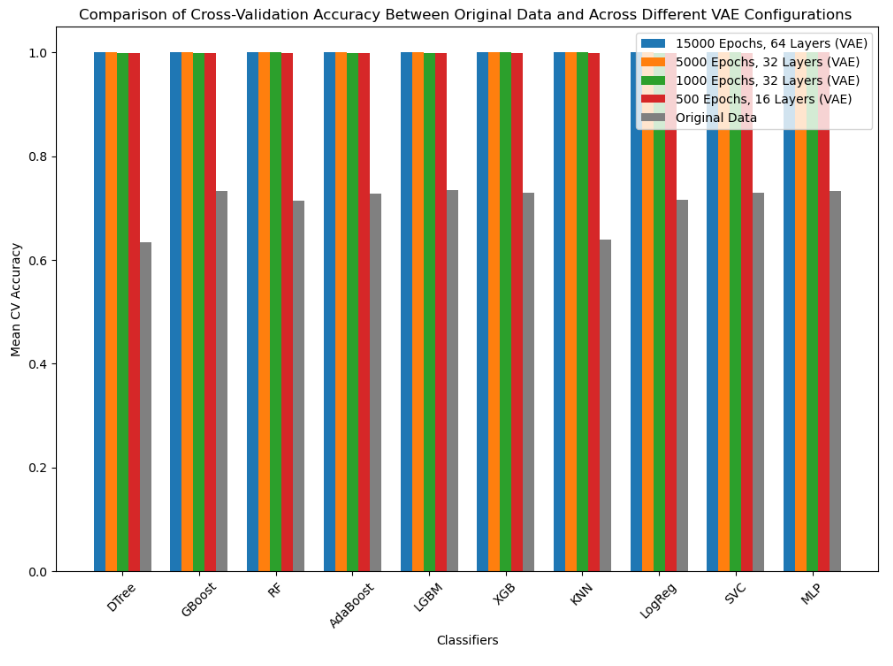 Comparison of Cross-Validation Accuracy Between Original Data and Across Different VAE Configurations
15000 Epochs, 64 Layers (VAE)
5000 Epochs, 32 Layers (VAE)
1000 Epochs, 32 Layers (VAE)
500 Epochs, 16 Layers (VAE)
Original Data
Mean CV Accuracy
1.0
0.8
0.6
0.4
0.2
0.0
DTree
GBoost
RF
AdaBoost
LGBM
XGB
KNN
LogReg
SVC
MLP
Classifiers